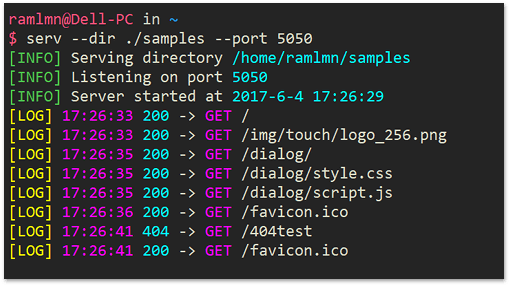 ramlmn@Dell-PC in ~
$ serv --dir ./samples --port 5050
[INFO] Serving directory /home/ramlmn/samples
[INFO] Listening on port 5050
[INFO] Server started at 2017-6-4 17:26:29
[LOG] 17:26:33 200 -> GET /
[LOG] 17:26:33 200 -> GET /img/touch/logo_256.png
[LOG] 17:26:35 200 -> GET /dialog/
[LOG] 17:26:35 200 -> GET /dialog/style.css
[LOG] 17:26:35 200 -> GET /dialog/script.js
[LOG] 17:26:36 200 -> GET /favicon.ico
[LOG] 17:26:41 404 -> GET /404test
[LOG] 17:26:41 200 -> GET /favicon.ico